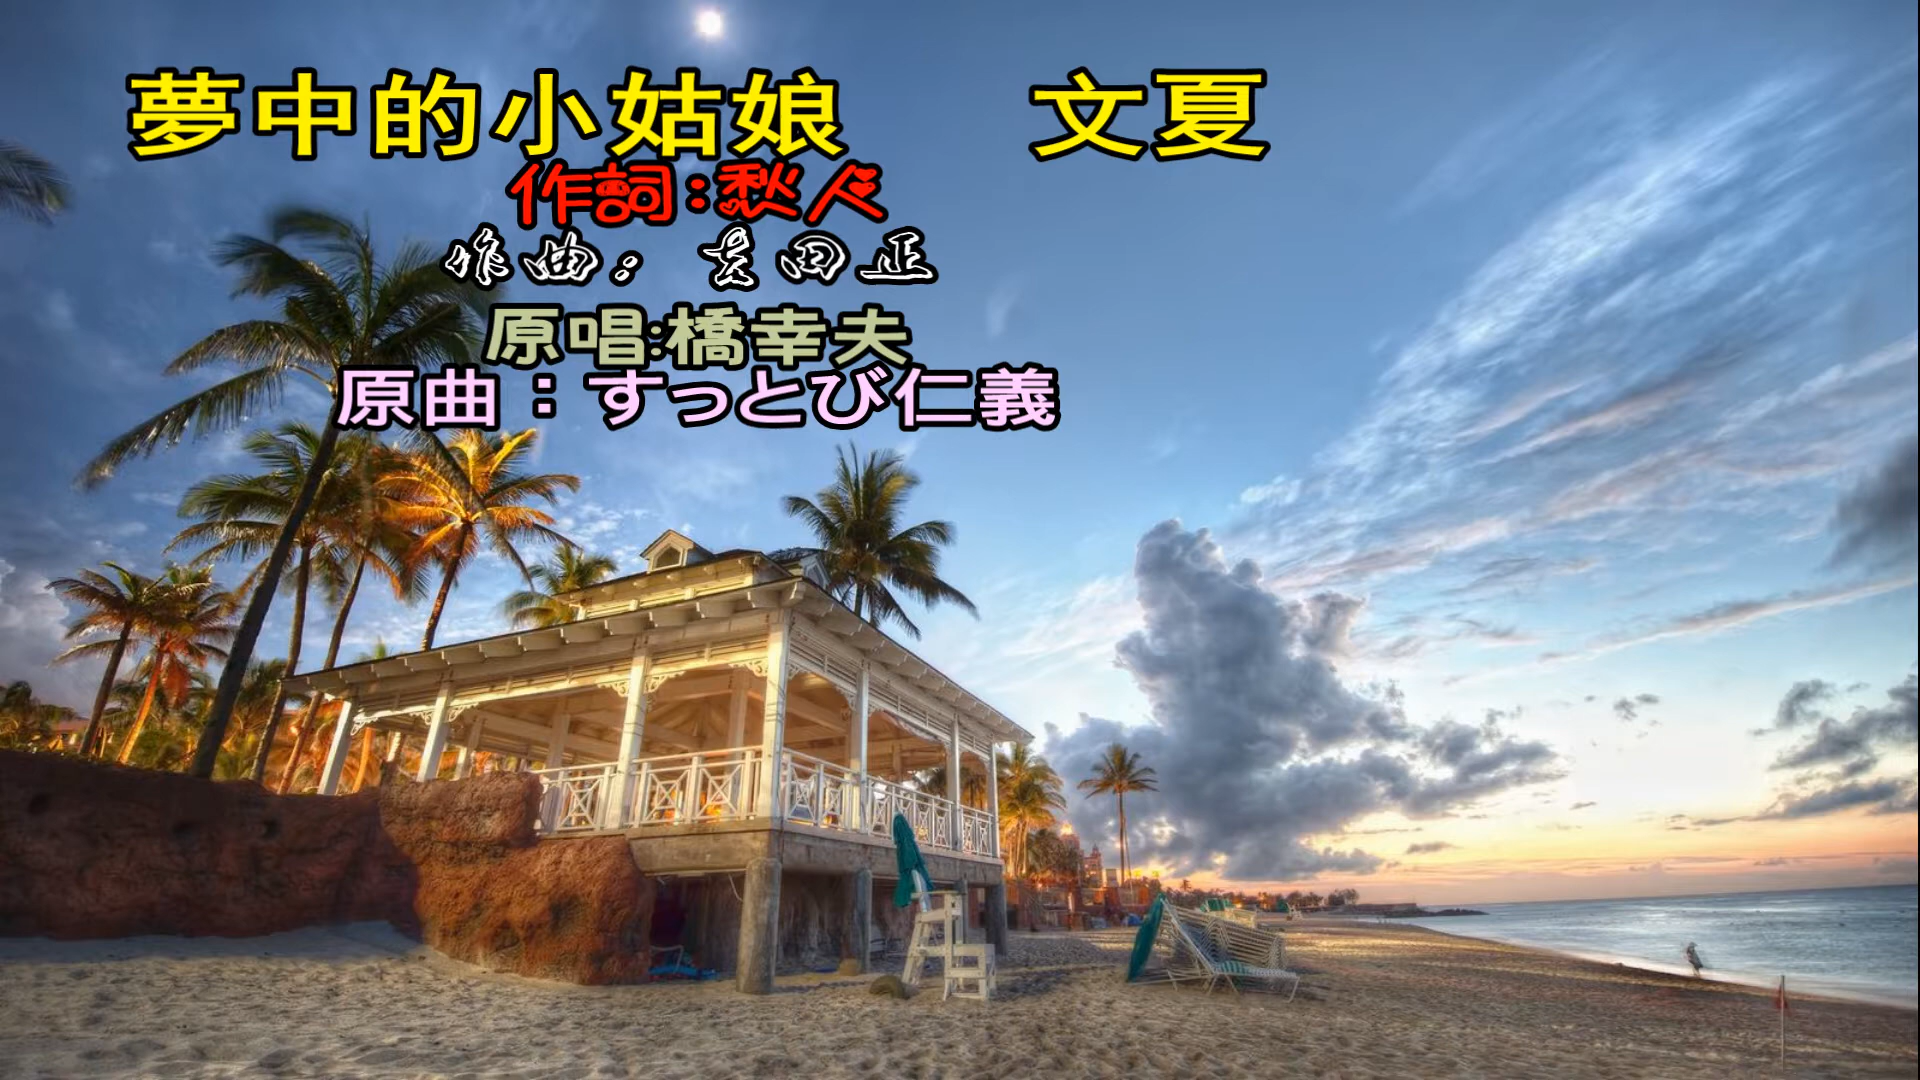 夢中的小姑娘 文夏
作詞:愁人
作曲: 吉田正
原唱:橋幸夫
原曲：すっとび仁義